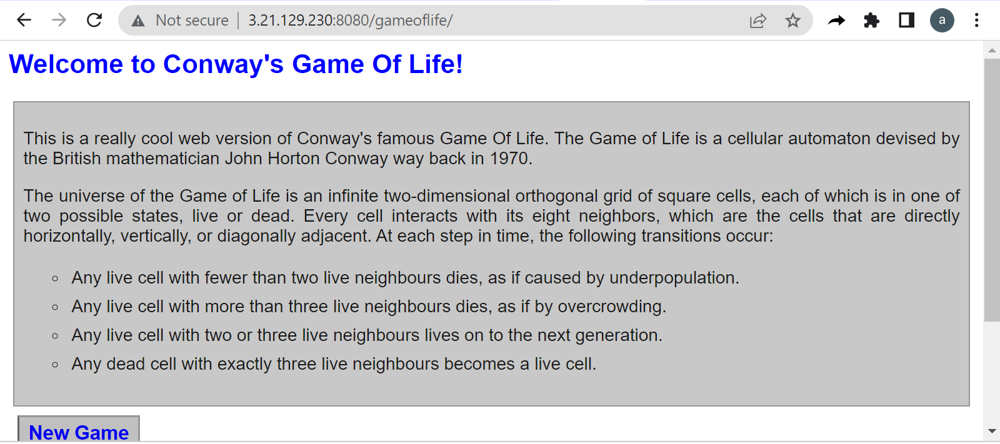 Not secure 3.21.129.230:8080/gameoflife/
a
Welcome to Conway's Game Of Life!
This is a really cool web version of Conway's famous Game Of Life. The Game of Life is a cellular automaton devised by
the British mathematician John Horton Conway way back in 1970.
The universe of the Game of Life is an infinite two-dimensional orthogonal grid of square cells, each of which is in one of
two possible states, live or dead. Every cell interacts with its eight neighbors, which are the cells that are directly
horizontally, vertically, or diagonally adjacent. At each step in time, the following transitions occur:
Any live cell with fewer than two live neighbours dies, as if caused by underpopulation.
Any live cell with more than three live neighbours dies, as if by overcrowding.
Any live cell with two or three live neighbours lives on to the next generation.
Any dead cell with exactly three live neighbours becomes a live cell.
New Game